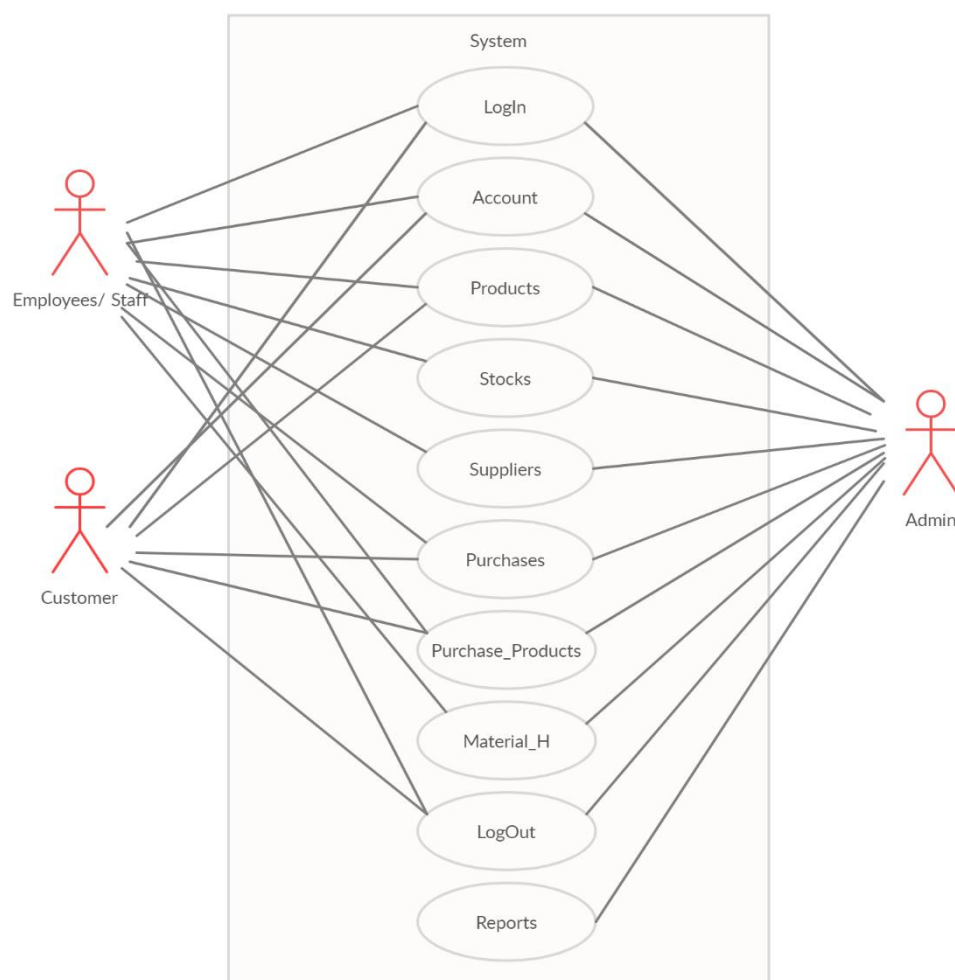 System
LogIn
Account
Products
Employees/ Staff
Stocks
Suppliers
Admin
Purchases
Customer
Purchase_Products
Material_H
LogOut
Reports